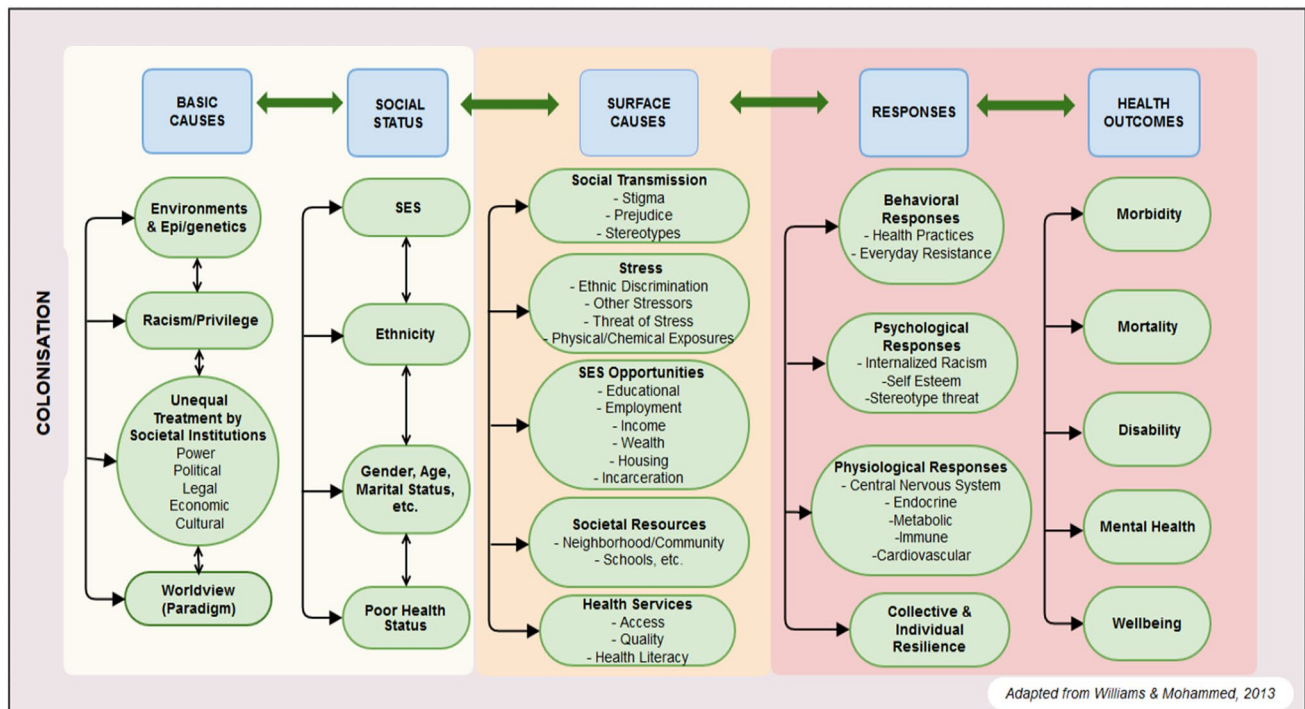 COLONISATION
BASIC
CAUSES
Environments
& Epi/genetics
Racism/Privilege
Unequal
Treatment by
Societal Institutions
Power
Political
Legal
Economic
Cultural
Worldview
(Paradigm)
SOCIAL
STATUS
SES
Ethnicity
Gender, Age,
Marital Status,
etc.
Poor Health
Status
SURFACE
CAUSES
Social Transmission
- Stigma
- Prejudice
- Stereotypes
Stress
- Ethnic Discrimination
- Other Stressors
- Threat of Stress
- Physical/Chemical Exposures
SES Opportunities
- Educational
- Employment
- Income
- Wealth
- Housing
- Incarceration
Societal Resources
- Neighborhood/Community
- Schools, etc.
Health Services
- Access
- Quality
- Health Literacy
RESPONSES
Behavioral
Responses
- Health Practices
- Everyday Resistance
Psychological
Responses
- Internalized Racism
-Self Esteem
-Stereotype threat
Physiological Responses
- Central Nervous System
- Endocrine
-Metabolic
-Immune
-Cardiovascular
Collective &
Individual
Resilience
HEALTH
OUTCOMES
Morbidity
Mortality
Disability
Mental Health
Wellbeing
Adapted from Williams & Mohammed, 2013